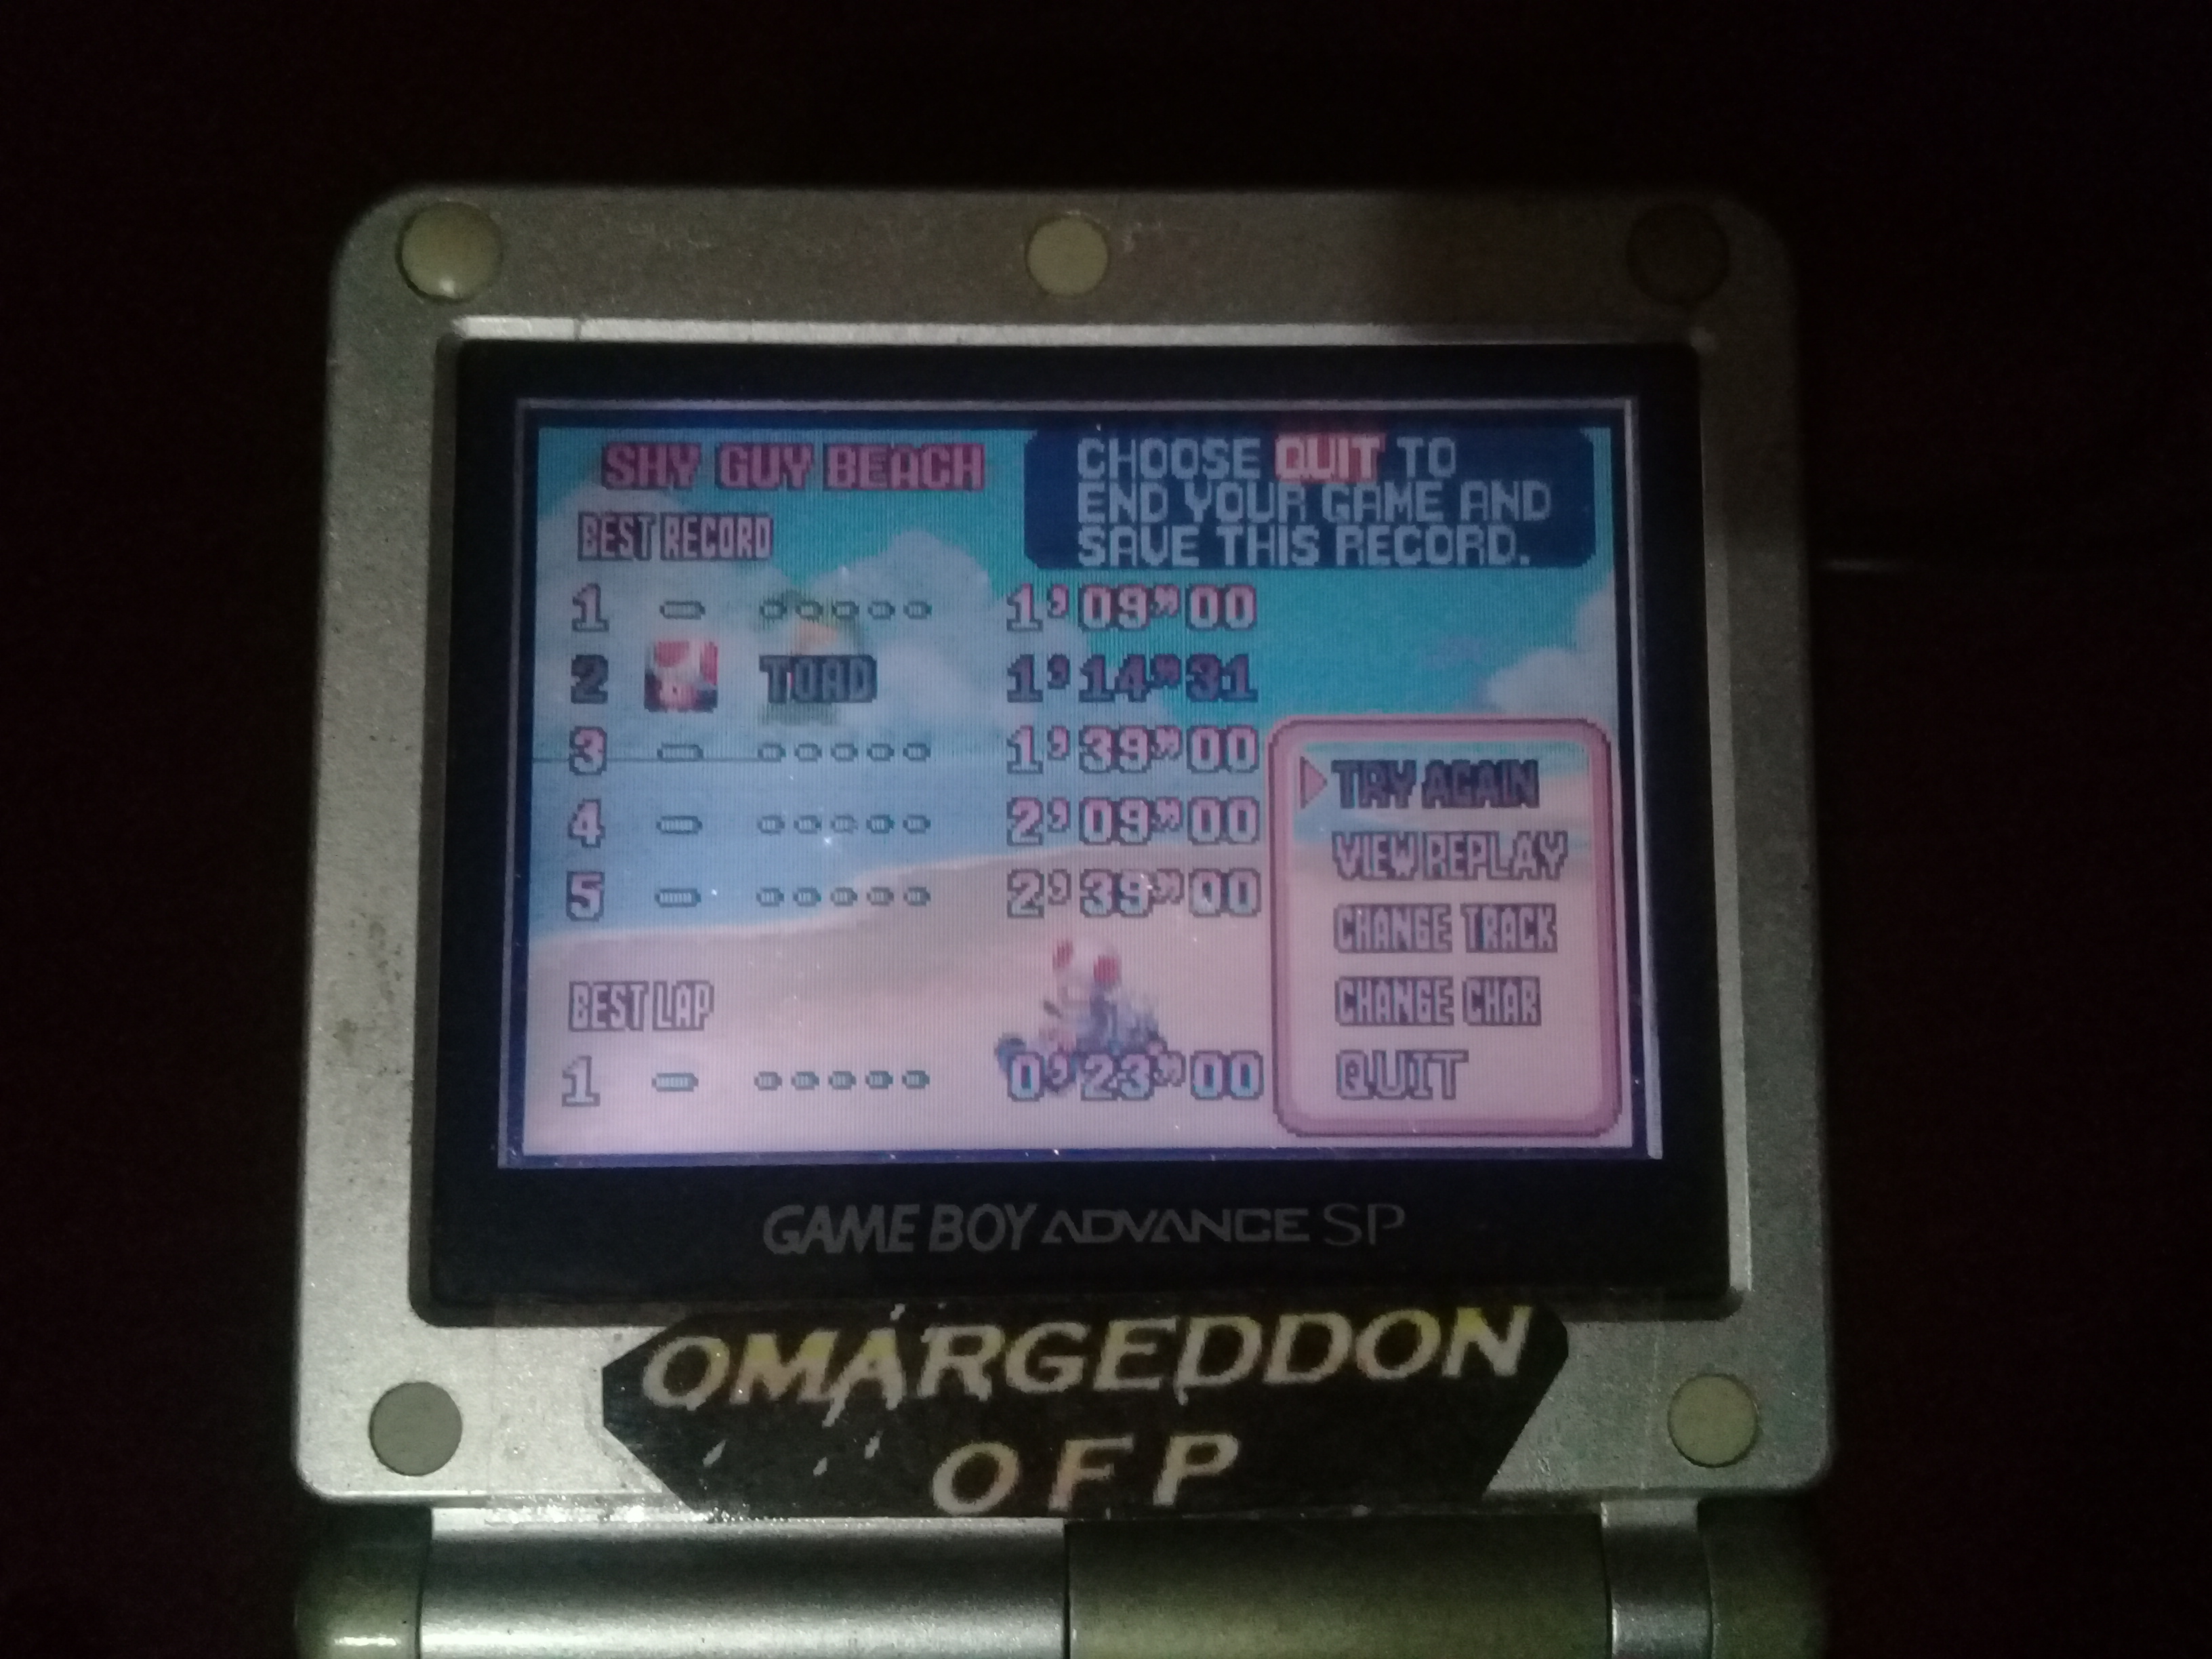 SHY GUY BEACH
CHOOSE QUIT TO
END YOUR GAME AND
SAVE THIS RECORD.
BEST RECORD
1 - ----- 1'09"00
2 TOAD 1'14"31
3 - ----- 1'39"00
4 - ----- 2'09"00
5 - ----- 2'39"00
TRY AGAIN
VIEW REPLAY
CHANGE TRACK
CHANGE CHAR
QUIT
BEST LAP
1 - ----- 0'23"00
GAME BOY ADVANCE SP
OMARGEDDON
OFP